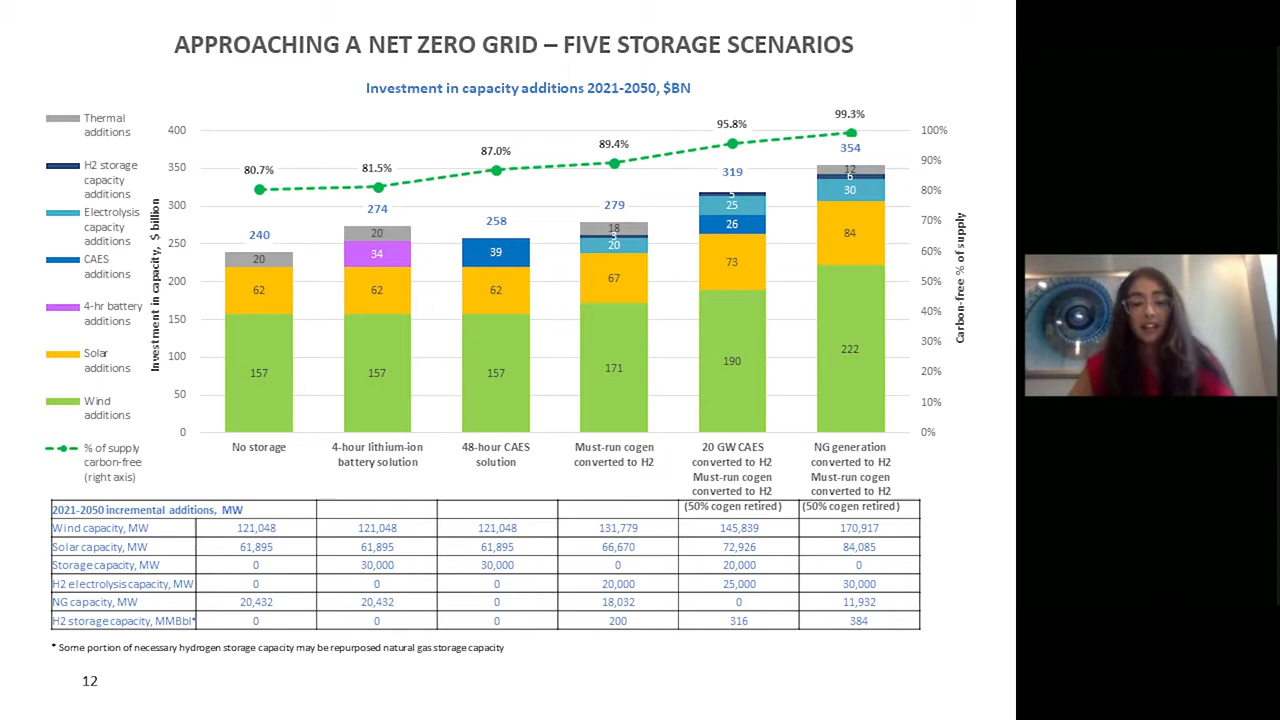 APPROACHING A NET ZERO GRID – FIVE STORAGE SCENARIOS
Investment in capacity additions 2021-2050, $BN
Thermal
additions
H2 storage
capacity
additions
Electrolysis
capacity
additions
CAES
additions
4-hr battery
additions
Solar
additions
Wind
additions
% of supply
carbon-free
(right axis)
Investment in capacity, $ billion
400
350
300
250
200
150
100
50
0
80.7%
81.5%
87.0%
89.4%
95.8%
99.3%
240
274
258
279
319
354
20
62
157
20
34
62
157
39
62
157
18
3
20
67
171
5
25
26
73
190
12
6
30
84
222
100%
90%
80%
70%
60%
50%
40%
30%
20%
10%
0%
Carbon-free % of supply
No storage
4-hour lithium-ion
battery solution
48-hour CAES
solution
Must-run cogen
converted to H2
20 GW CAES
converted to H2
Must-run cogen
converted to H2
(50% cogen retired)
NG generation
converted to H2
Must-run cogen
converted to H2
(50% cogen retired)
2021-2050 incremental additions, MW
Wind capacity, MW 121,048 121,048 121,048 131,779 145,839 170,917
Solar capacity, MW 61,895 61,895 61,895 66,670 72,926 84,085
Storage capacity, MW 0 30,000 30,000 0 20,000 0
H2 electrolysis capacity, MW 0 0 0 20,000 25,000 30,000
NG capacity, MW 20,432 20,432 0 18,032 0 11,932
H2 storage capacity, MMBbl* 0 0 0 200 316 384
* Some portion of necessary hydrogen storage capacity may be repurposed natural gas storage capacity
12